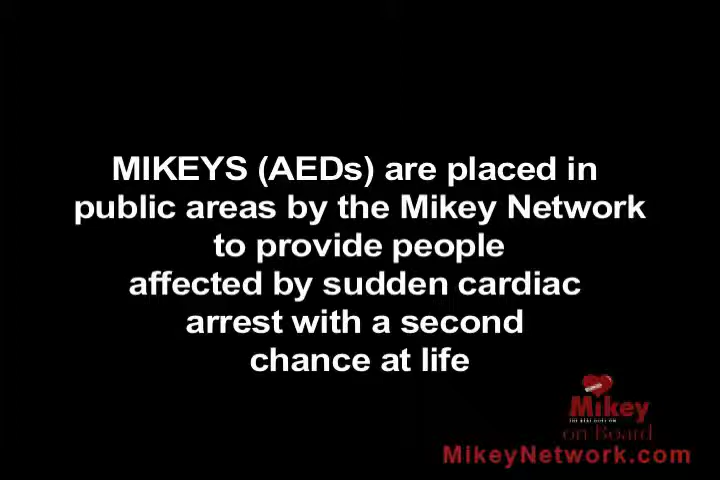 MIKEYS (AEDs) are placed in
public areas by the Mikey Network
to provide people
affected by sudden cardiac
arrest with a second
chance at life
Mikey
on Board
MikeyNetwork.com